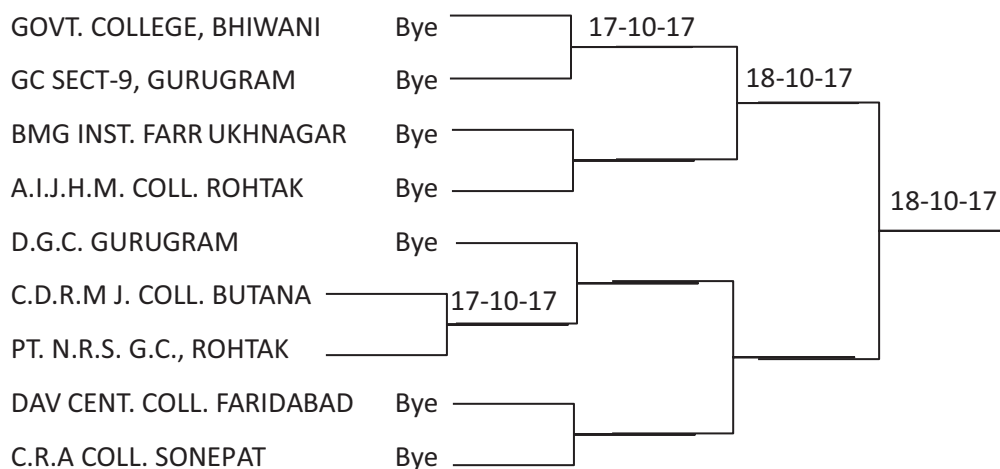 GOVT. COLLEGE, BHIWANI Bye 17-10-17
GC SECT-9, GURUGRAM Bye 18-10-17
BMG INST. FARR UKHNAGAR Bye
A.I.J.H.M. COLL. ROHTAK Bye 18-10-17
D.G.C. GURUGRAM Bye
C.D.R.M J. COLL. BUTANA 17-10-17
PT. N.R.S. G.C., ROHTAK
DAV CENT. COLL. FARIDABAD Bye
C.R.A COLL. SONEPAT Bye